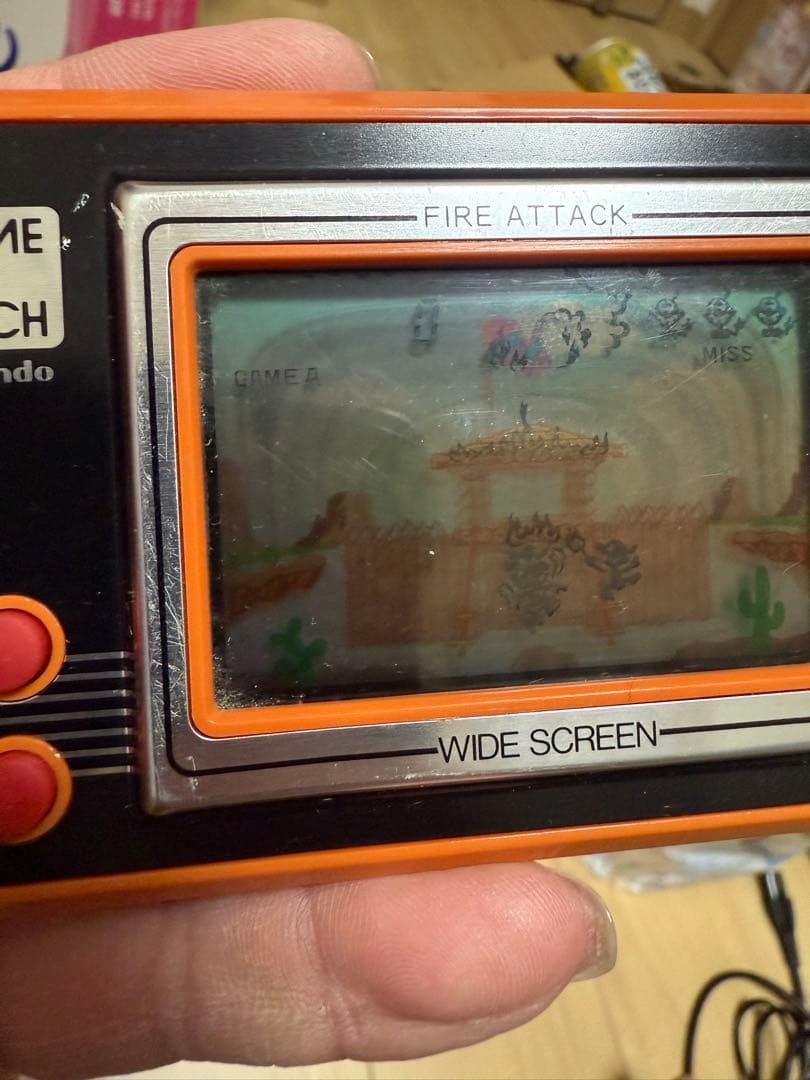 ME
CH
ndo
FIRE ATTACK
MISS
GAME A
WIDE SCREEN